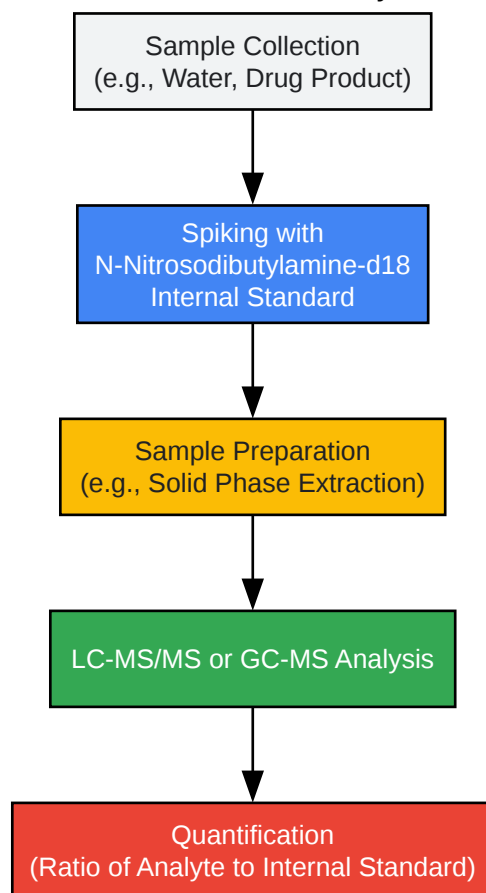 Sample Collection
(e.g., Water, Drug Product)
Spiking with
N-Nitrosodibutylamine-d18
Internal Standard
Sample Preparation
(e.g., Solid Phase Extraction)
LC-MS/MS or GC-MS Analysis
Quantification
(Ratio of Analyte to Internal Standard)